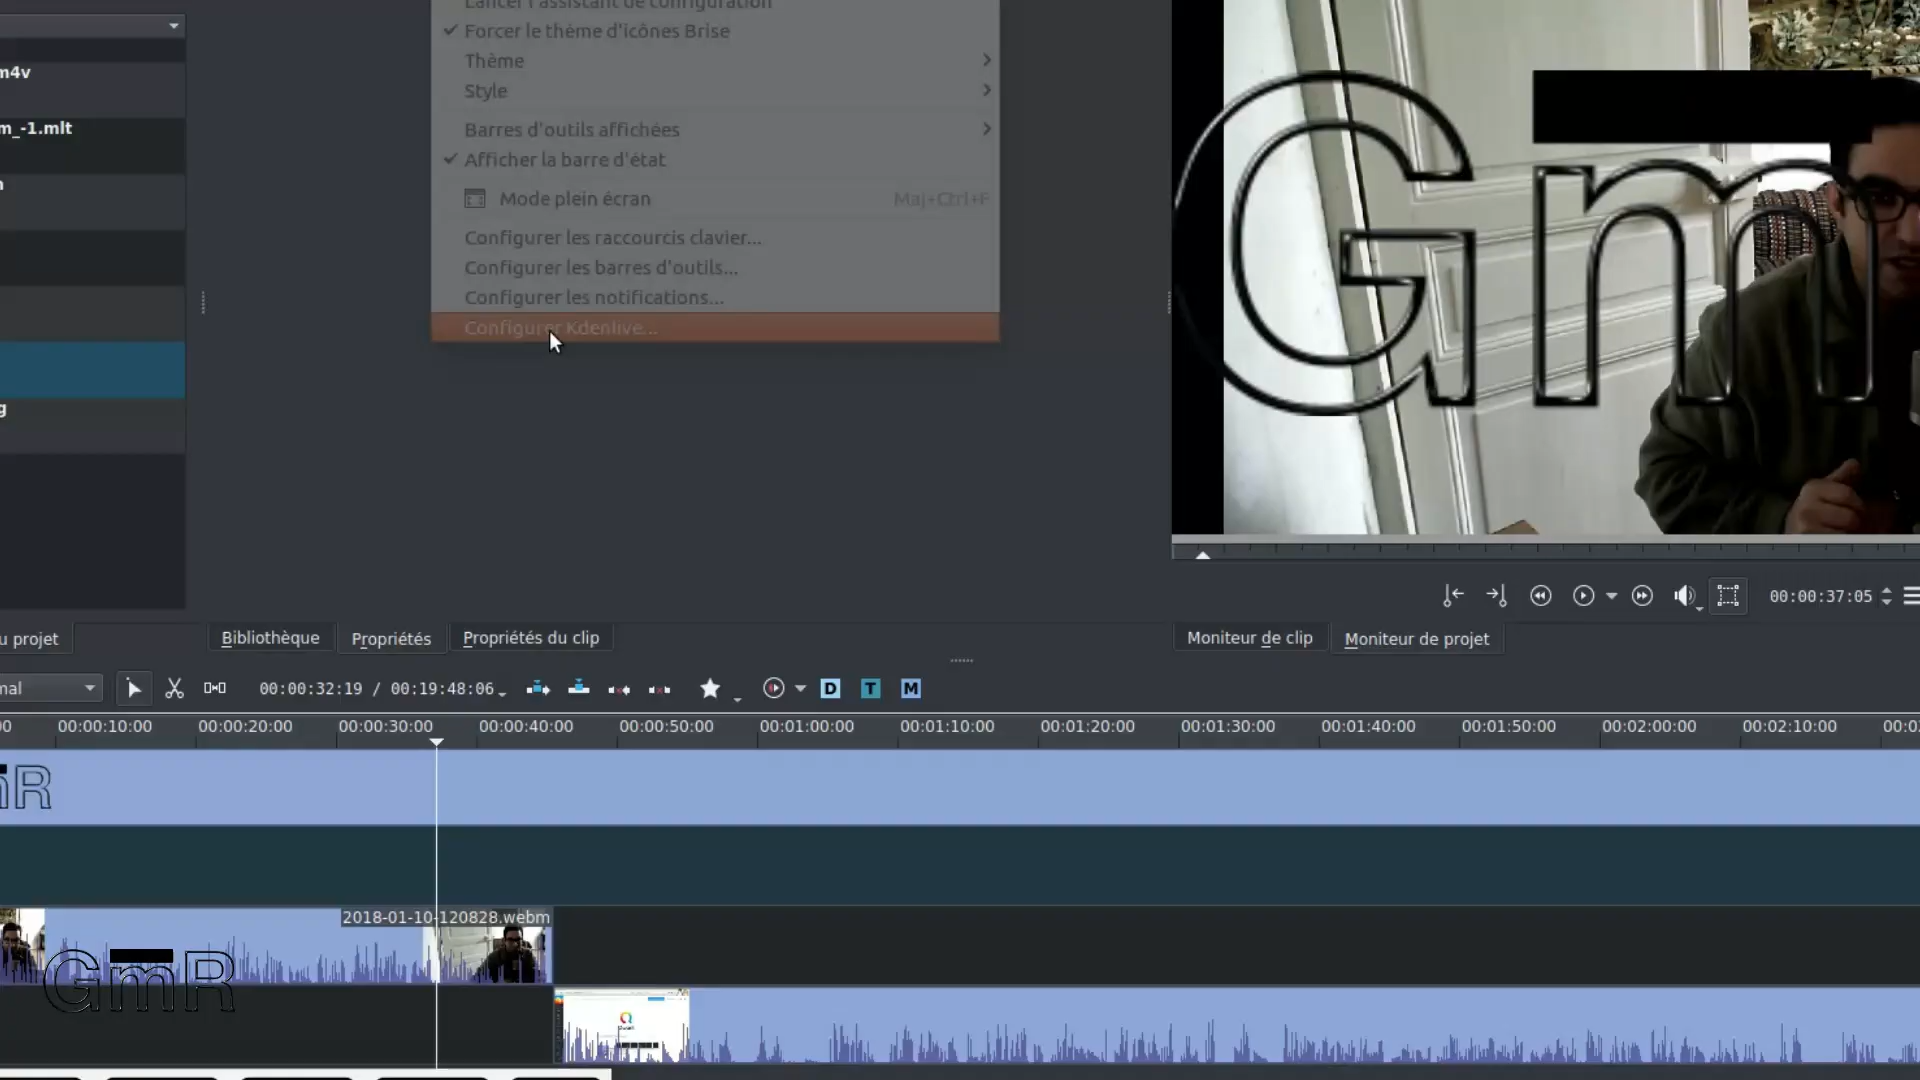 Lancer l'assistant de configuration
Forcer le thème d'icônes Brise
Thème
Style
Barres d'outils affichées
Afficher la barre d'état
Mode plein écran Maj+Ctrl+F
Configurer les raccourcis clavier...
Configurer les barres d'outils...
Configurer les notifications...
Configurer Kdenlive...
m4v
m_-1.mlt
n
g
Gm
00:00:37:05
u projet
Bibliothèque
Propriétés
Propriétés du clip
Moniteur de clip
Moniteur de projet
mal
00:00:32:19 / 00:19:48:06
D
T
M
00:00:10:00
00:00:20:00
00:00:30:00
00:00:40:00
00:00:50:00
00:01:00:00
00:01:10:00
00:01:20:00
00:01:30:00
00:01:40:00
00:01:50:00
00:02:00:00
00:02:10:00
00:0
mR
2018-01-10-120828.webm
GmR